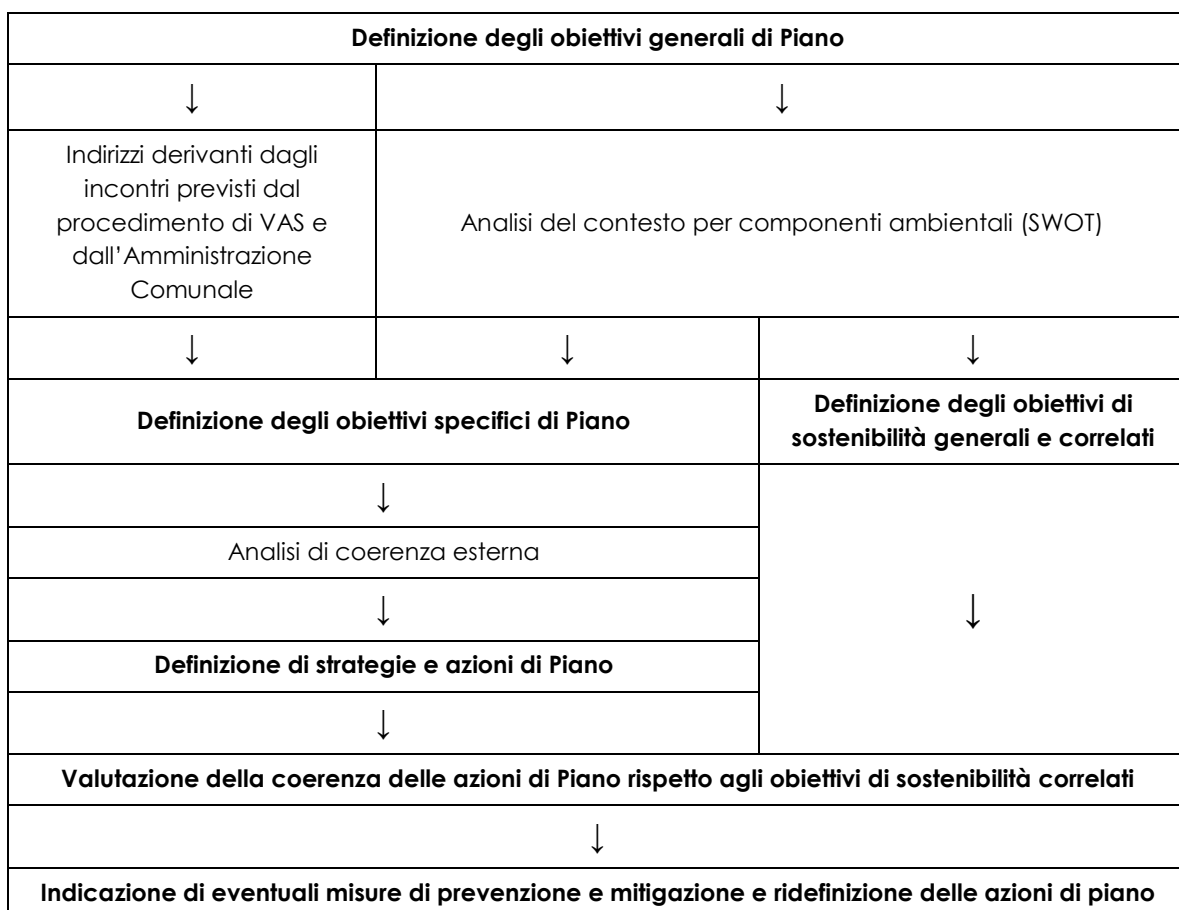 Definizione degli obiettivi generali di Piano
↓ ↓
Indirizzi derivanti dagli
incontri previsti dal
procedimento di VAS e
dall’Amministrazione
Comunale
Analisi del contesto per componenti ambientali (SWOT)
↓ ↓ ↓
Definizione degli obiettivi specifici di Piano
Definizione degli obiettivi di
sostenibilità generali e correlati
↓
Analisi di coerenza esterna
↓
↓
Definizione di strategie e azioni di Piano
↓
Valutazione della coerenza delle azioni di Piano rispetto agli obiettivi di sostenibilità correlati
↓
Indicazione di eventuali misure di prevenzione e mitigazione e ridefinizione delle azioni di piano